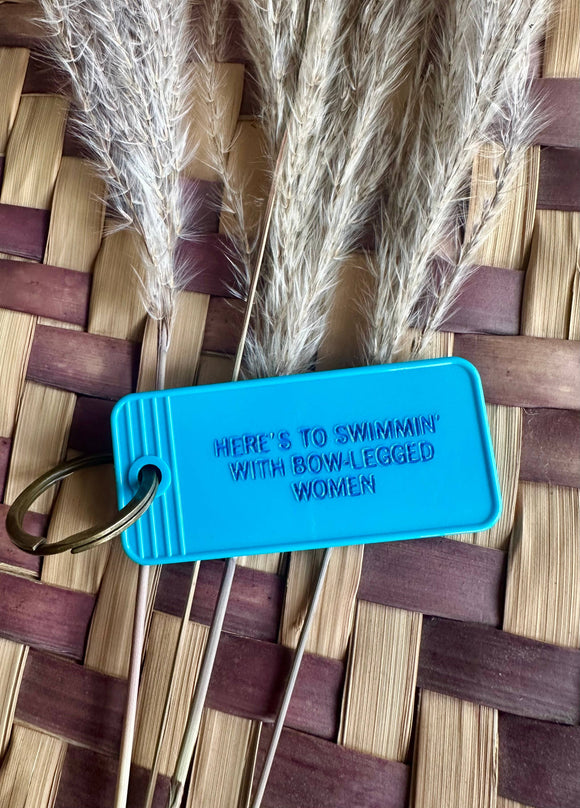 HERE'S TO SWIMMIN'
WITH BOW-LEGGED
WOMEN